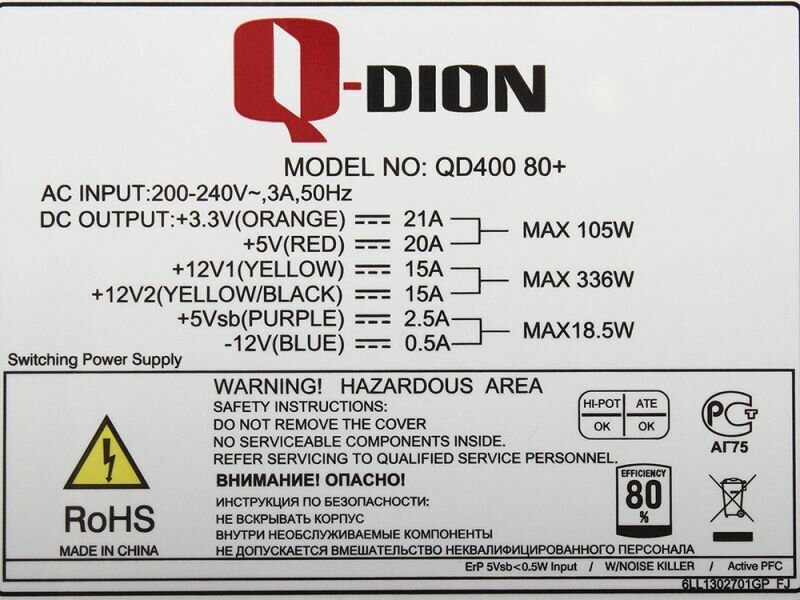 Q-DION
MODEL NO: QD400 80+
AC INPUT:200-240V~,3A,50Hz
DC OUTPUT:+3.3V(ORANGE) 21A
+5V(RED) 20A
MAX 105W
+12V1(YELLOW) 15A
+12V2(YELLOW/BLACK) 15A
MAX 336W
+5Vsb(PURPLE) 2.5A
-12V(BLUE) 0.5A
MAX18.5W
Switching Power Supply
WARNING! HAZARDOUS AREA
SAFETY INSTRUCTIONS:
DO NOT REMOVE THE COVER
NO SERVICEABLE COMPONENTS INSIDE.
REFER SERVICING TO QUALIFIED SERVICE PERSONNEL.
ВНИМАНИЕ! ОПАСНО!
ИНСТРУКЦИЯ ПО БЕЗОПАСНОСТИ:
НЕ ВСКРЫВАТЬ КОРПУС
ВНУТРИ НЕОБСЛУЖИВАЕМЫЕ КОМПОНЕНТЫ
НЕ ДОПУСКАЕТСЯ ВМЕШАТЕЛЬСТВО НЕКВАЛИФИЦИРОВАННОГО ПЕРСОНАЛА
RoHS
MADE IN CHINA
HI-POT ATE
OK OK
РСТ
АГ75
EFFICIENCY
80
%
ErP 5Vsb<0.5W Input / W/NOISE KILLER / Active PFC
6LL1302701GP FJ